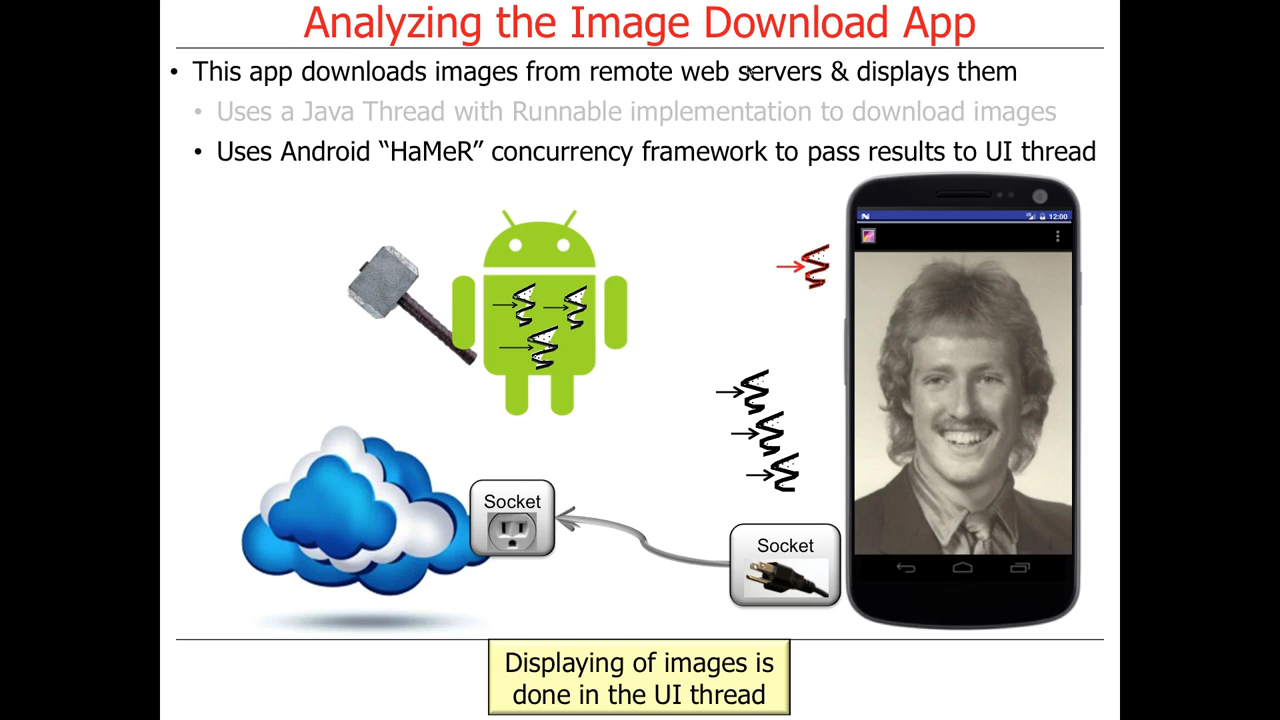 Analyzing the Image Download App
• This app downloads images from remote web servers & displays them
• Uses a Java Thread with Runnable implementation to download images
• Uses Android “HaMeR” concurrency framework to pass results to UI thread
12:00
Socket
Socket
Displaying of images is
done in the UI thread